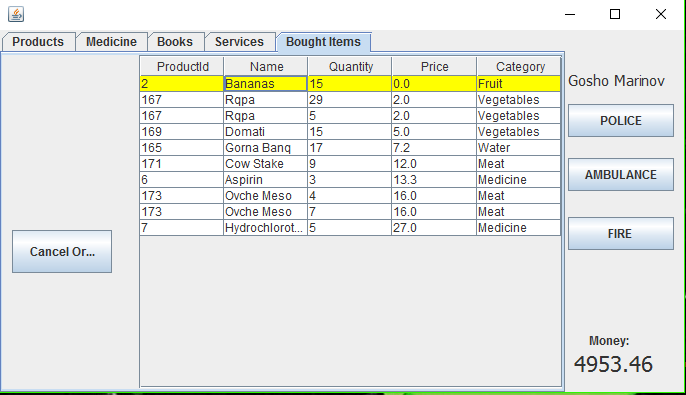 Products Medicine Books Services Bought Items
ProductId Name Quantity Price Category
2 Bananas 15 0.0 Fruit
167 Rqpa 29 2.0 Vegetables
167 Rqpa 5 2.0 Vegetables
169 Domati 15 5.0 Vegetables
165 Gorna Banq 17 7.2 Water
171 Cow Stake 9 12.0 Meat
6 Aspirin 3 13.3 Medicine
173 Ovche Meso 4 16.0 Meat
173 Ovche Meso 7 16.0 Meat
7 Hydrochlorot... 5 27.0 Medicine
Cancel Or...
Gosho Marinov
POLICE
AMBULANCE
FIRE
Money:
4953.46